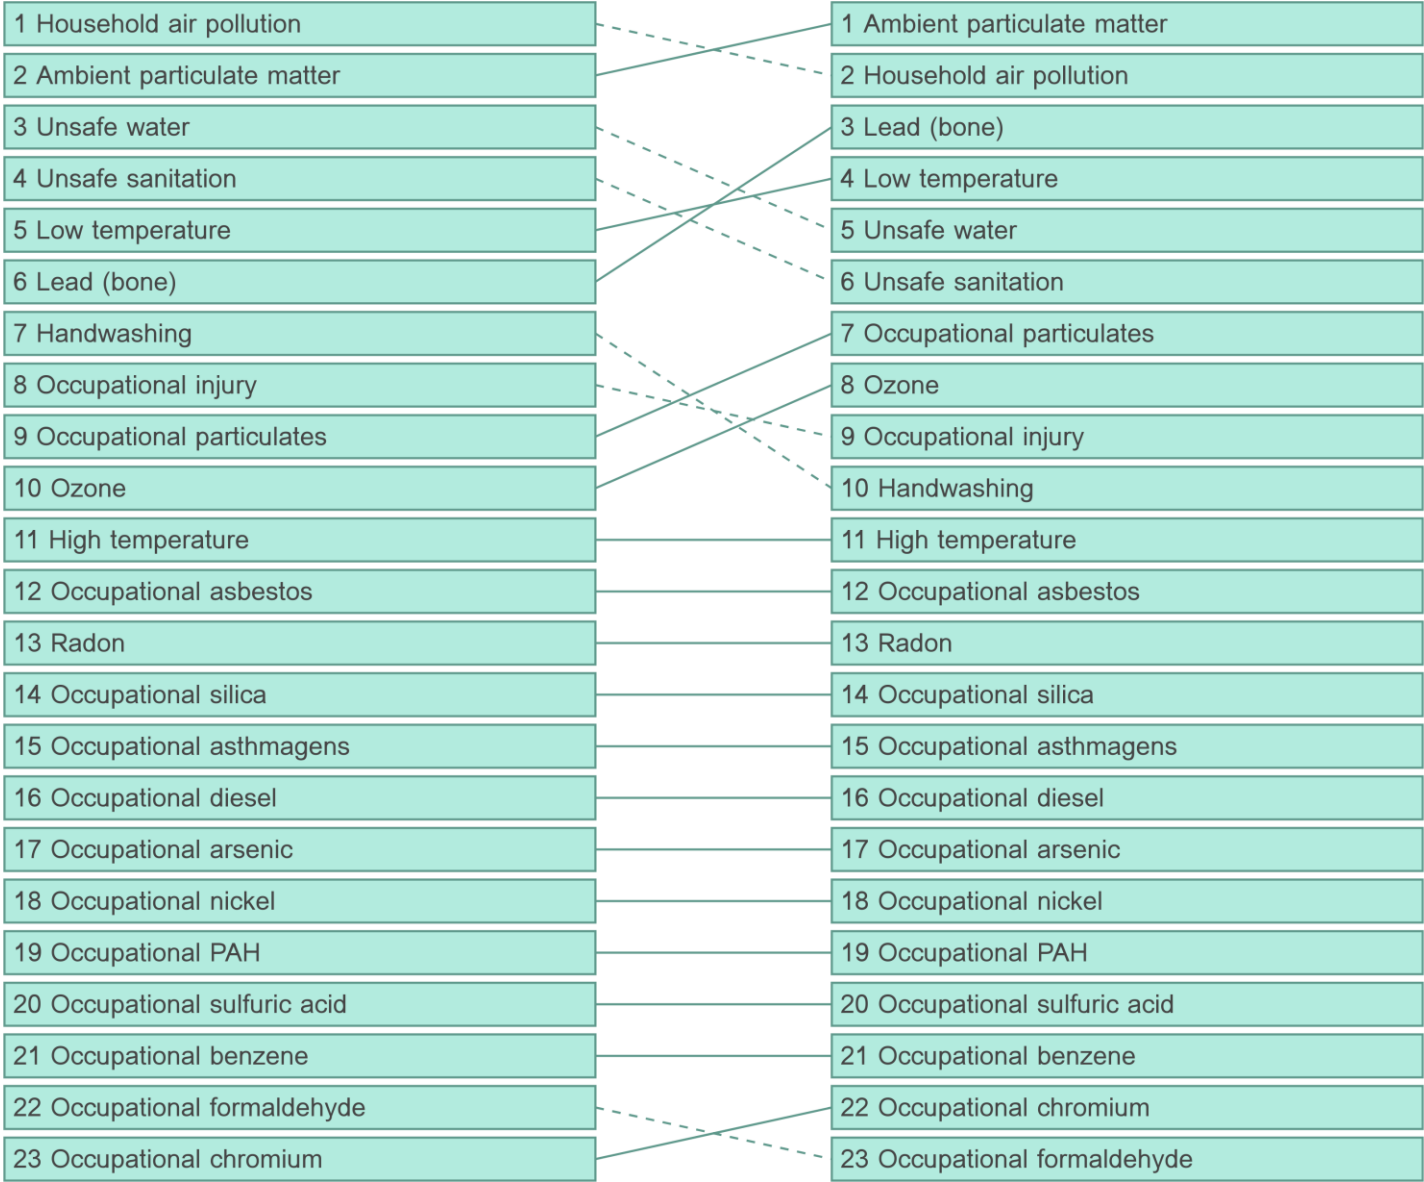 1 Household air pollution
2 Ambient particulate matter
3 Unsafe water
4 Unsafe sanitation
5 Low temperature
6 Lead (bone)
7 Handwashing
8 Occupational injury
9 Occupational particulates
10 Ozone
11 High temperature
12 Occupational asbestos
13 Radon
14 Occupational silica
15 Occupational asthmagens
16 Occupational diesel
17 Occupational arsenic
18 Occupational nickel
19 Occupational PAH
20 Occupational sulfuric acid
21 Occupational benzene
22 Occupational formaldehyde
23 Occupational chromium
1 Ambient particulate matter
2 Household air pollution
3 Lead (bone)
4 Low temperature
5 Unsafe water
6 Unsafe sanitation
7 Occupational particulates
8 Ozone
9 Occupational injury
10 Handwashing
11 High temperature
12 Occupational asbestos
13 Radon
14 Occupational silica
15 Occupational asthmagens
16 Occupational diesel
17 Occupational arsenic
18 Occupational nickel
19 Occupational PAH
20 Occupational sulfuric acid
21 Occupational benzene
22 Occupational chromium
23 Occupational formaldehyde